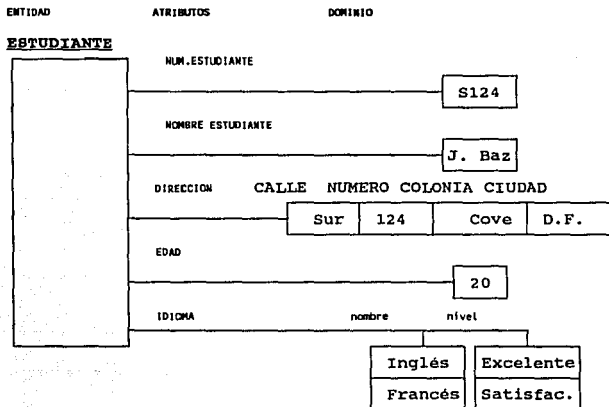 ENTIDAD ATRIBUTOS DOMINIO
ESTUDIANTE
NUM.ESTUDIANTE
S124
NOMBRE ESTUDIANTE
J. Baz
DIRECCION CALLE NUMERO COLONIA CIUDAD
Sur 124 Cove D.F.
EDAD
20
IDIOMA nombre nivel
Inglés Excelente
Francés Satisfac.